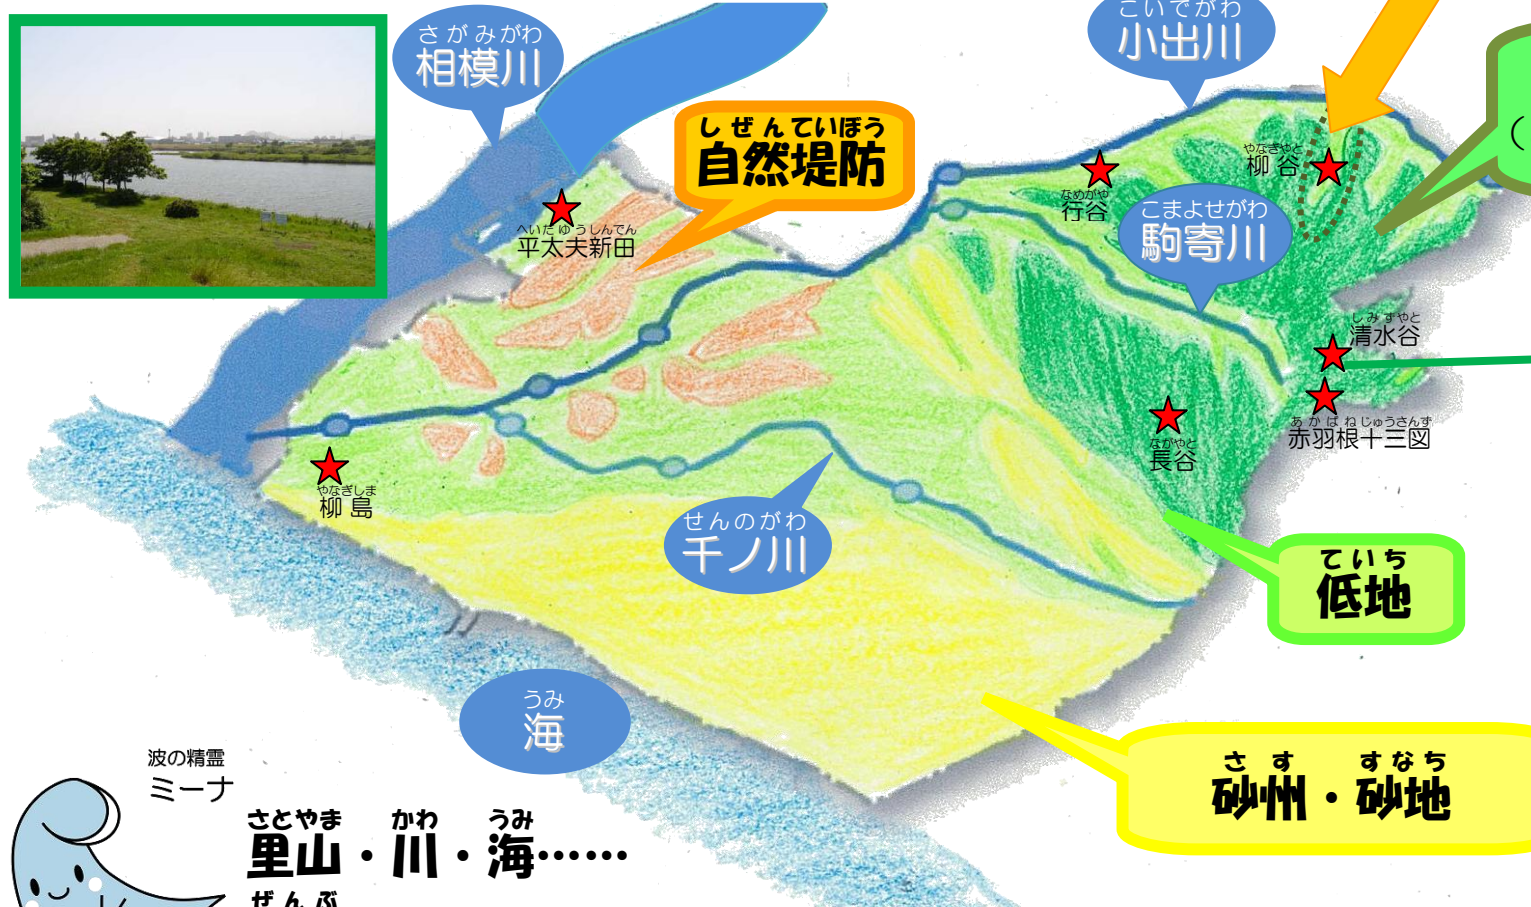 さがみがわ
相模川
こいでがわ
小出川
しぜんていぼう
自然堤防
へいだゆうしんでん
平太夫新田
なめがや
行谷
やなぎやと
柳谷
（
こまよせがわ
駒寄川
しみずやと
清水谷
あかばねじゅうさんず
赤羽根十三図
ながやと
長谷
やなぎしま
柳島
せんのがわ
千ノ川
ていち
低地
うみ
海
さす すなち
砂州・砂地
波の精霊
ミーナ
さとやま かわ うみ
里山・川・海……
ぜんぶ